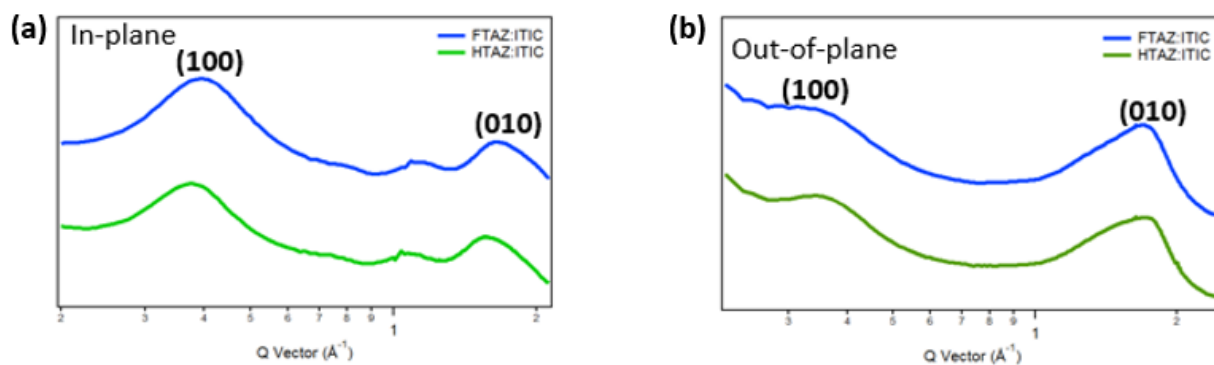 (a)
In-plane
FTAZ:ITIC
HTAZ:ITIC
(100)
(010)
2 3 4 5 6 7 8 9 1 2
Q Vector (Å⁻¹)
(b)
Out-of-plane
FTAZ:ITIC
HTAZ:ITIC
(100)
(010)
3 4 5 6 7 8 9 1 2
Q Vector (Å⁻¹)